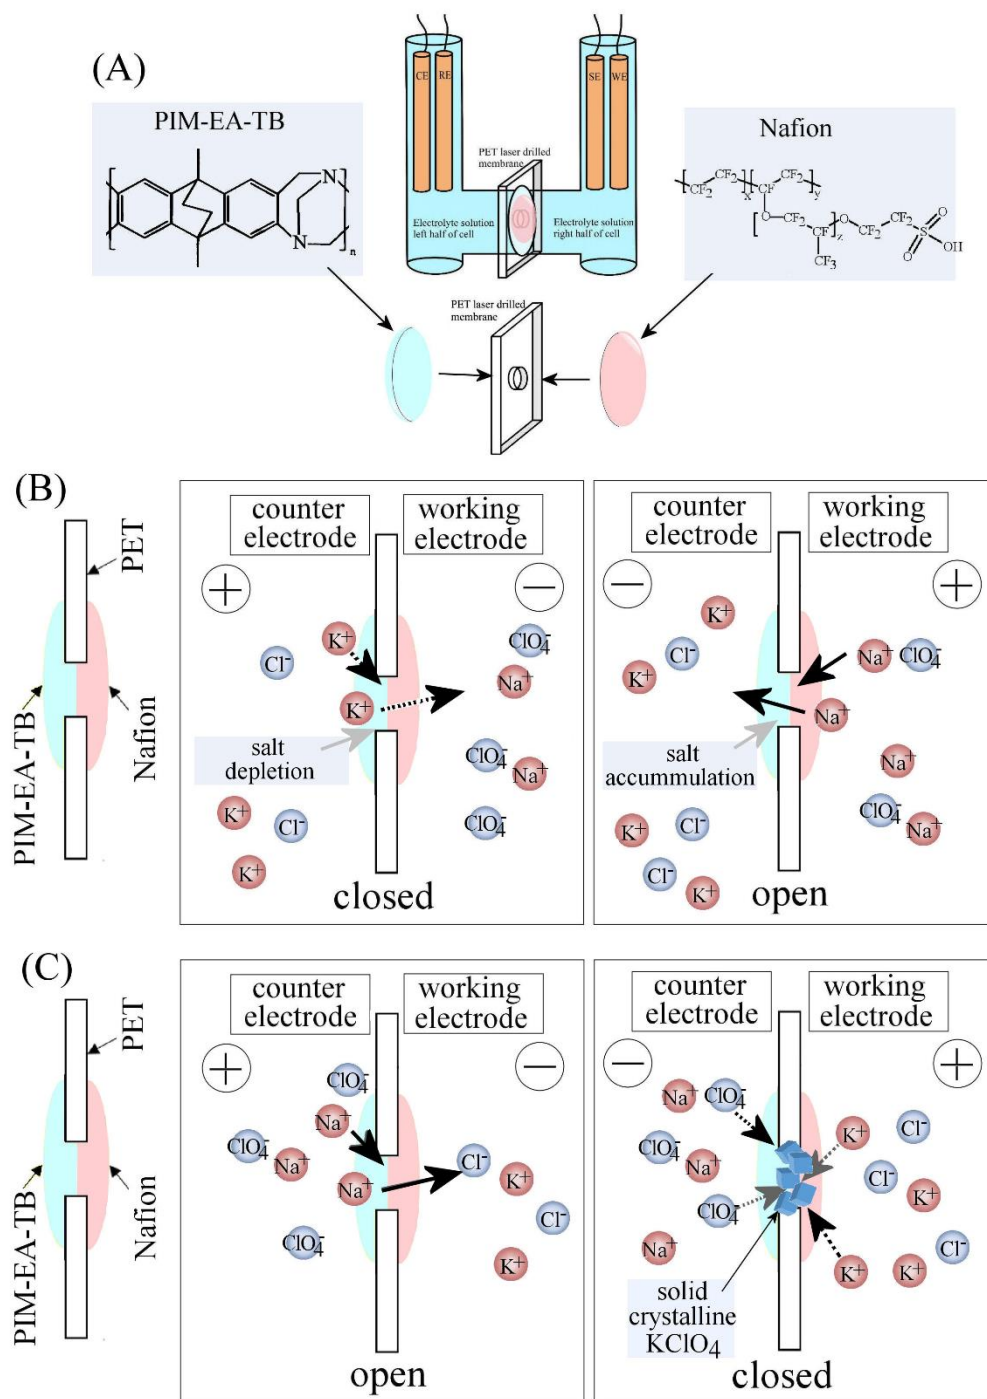 (A)
PIM-EA-TB
N
N
n
CE
RE
SE
WE
PET laser drilled
membrane
Electrolyte solution
left half of cell
Electrolyte solution
right half of cell
Nafion
CF₂
CF₂
x
CF
CF₂
y
O
CF₂
CF
z
CF₃
O
CF₂
CF₂
S
O
O
OH
PET laser drilled
membrane
(B)
PET
PIM-EA-TB
Nafion
counter
electrode
working
electrode
+
−
K⁺
Cl⁻
K⁺
ClO₄⁻
Na⁺
salt
depletion
ClO₄⁻
Na⁺
K⁺
Cl⁻
ClO₄⁻
K⁺
closed
counter
electrode
working
electrode
−
+
K⁺
Cl⁻
K⁺
Na⁺
ClO₄⁻
Na⁺
salt
accummulation
Na⁺
K⁺
Cl⁻
ClO₄⁻
Na⁺
Cl⁻
K⁺
open
(C)
PET
PIM-EA-TB
Nafion
counter
electrode
working
electrode
+
−
ClO₄⁻
Na⁺
ClO₄⁻
Na⁺
Na⁺
Cl⁻
K⁺
Cl⁻
ClO₄⁻
K⁺
open
counter
electrode
working
electrode
−
+
Na⁺
ClO₄⁻
ClO₄⁻
Na⁺
K⁺
Cl⁻
Cl⁻
K⁺
ClO₄⁻
Na⁺
K⁺
K⁺
Cl⁻
solid
crystalline
KClO₄
closed